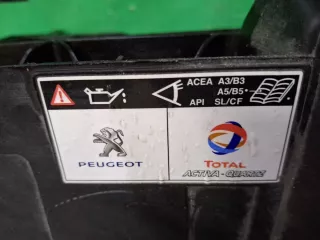 ACEA A3/B3
A5/B5*
API SL/CF
PEUGEOT
TOTAL
ACTIVA - QUARTZ